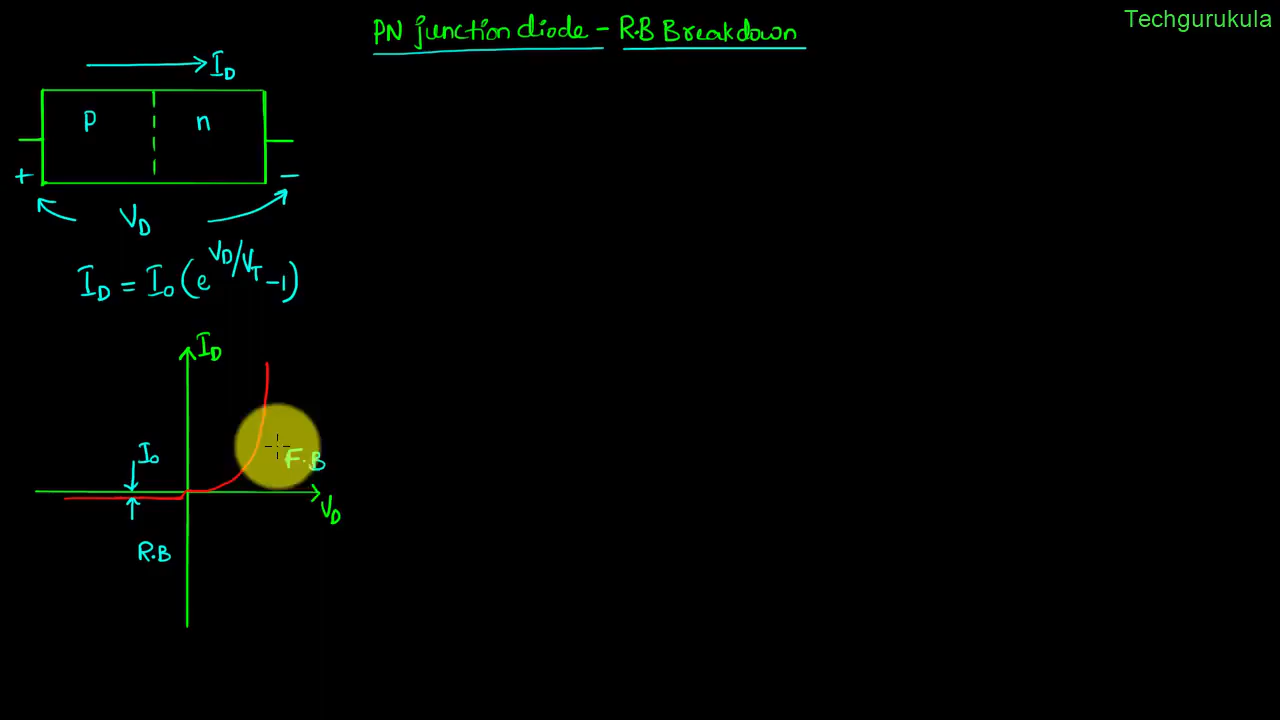 PN junction diode - R.B Breakdown
Techgurukula
I_D
p n
+ −
V_D
I_D = I_o (e^{V_D/V_T} - 1)
I_D
I_o
F.B
V_D
R.B